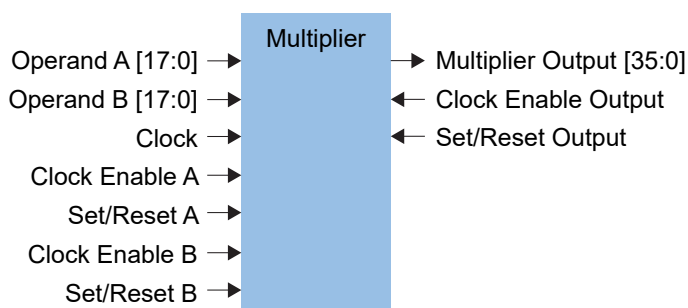 Multiplier
Operand A [17:0]
Multiplier Output [35:0]
Operand B [17:0]
Clock Enable Output
Clock
Set/Reset Output
Clock Enable A
Set/Reset A
Clock Enable B
Set/Reset B